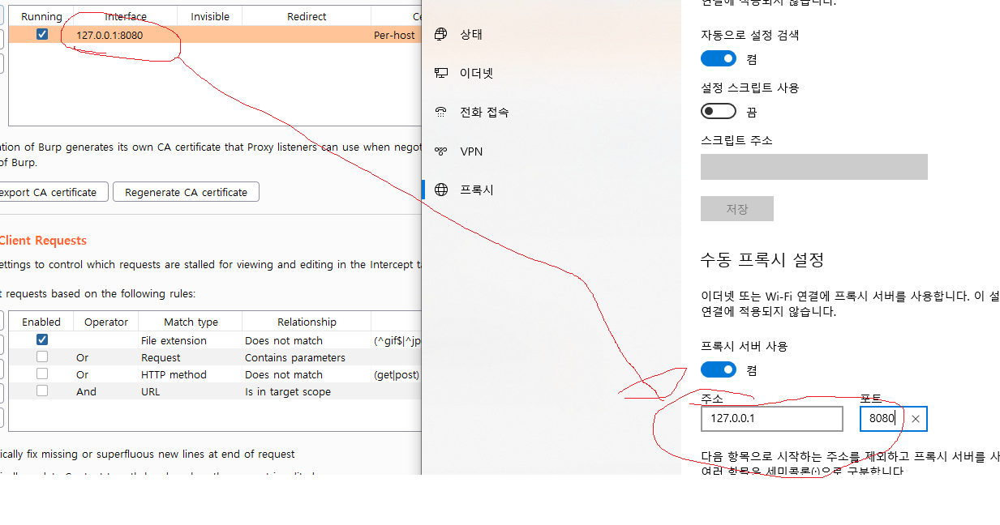 Running Interface Invisible Redirect Ce
127.0.0.1:8080 Per-host
tion of Burp generates its own CA certificate that Proxy listeners can use when negot
of Burp.
export CA certificate Regenerate CA certificate
Client Requests
ettings to control which requests are stalled for viewing and editing in the Intercept ta
t requests based on the following rules:
Enabled Operator Match type Relationship
File extension Does not match (^gif$|^jp
Or Request Contains parameters
Or HTTP method Does not match (get|post)
And URL Is in target scope
ically fix missing or superfluous new lines at end of request
상태
이더넷
전화 접속
VPN
프록시
연결에 적용되지 않습니다.
자동으로 설정 검색
켬
설정 스크립트 사용
끔
스크립트 주소
저장
수동 프록시 설정
이더넷 또는 Wi-Fi 연결에 프록시 서버를 사용합니다. 이 설
연결에 적용되지 않습니다.
프록시 서버 사용
켬
주소 포트
127.0.0.1 8080
다음 항목으로 시작하는 주소를 제외하고 프록시 서버를 사
여러 항목은 세미콜론(;)으로 구분합니다